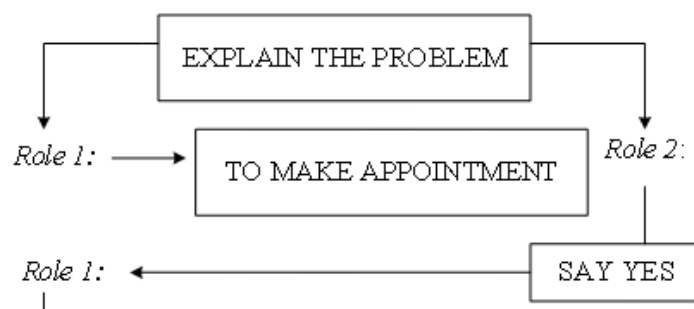 EXPLAIN THE PROBLEM
Role 1:
TO MAKE APPOINTMENT
Role 2:
Role 1:
SAY YES